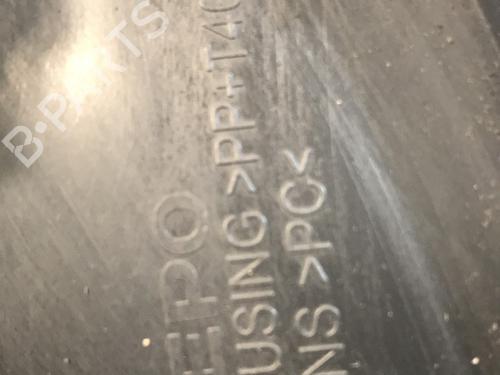 EPO
USING >PP+T40
NS >PC<
B-PARTS